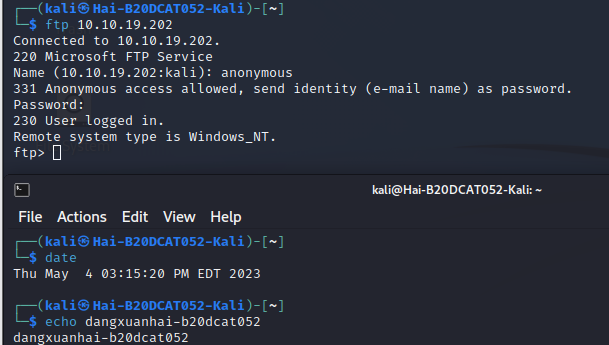 ┌──(kali㉿Hai-B20DCAT052-Kali)-[~]
└─$ ftp 10.10.19.202
Connected to 10.10.19.202.
220 Microsoft FTP Service
Name (10.10.19.202:kali): anonymous
331 Anonymous access allowed, send identity (e-mail name) as password.
Password:
230 User logged in.
Remote system type is Windows_NT.
ftp>
kali@Hai-B20DCAT052-Kali: ~
File Actions Edit View Help
┌──(kali㉿Hai-B20DCAT052-Kali)-[~]
└─$ date
Thu May  4 03:15:20 PM EDT 2023
┌──(kali㉿Hai-B20DCAT052-Kali)-[~]
└─$ echo dangxuanhai-b20dcat052
dangxuanhai-b20dcat052